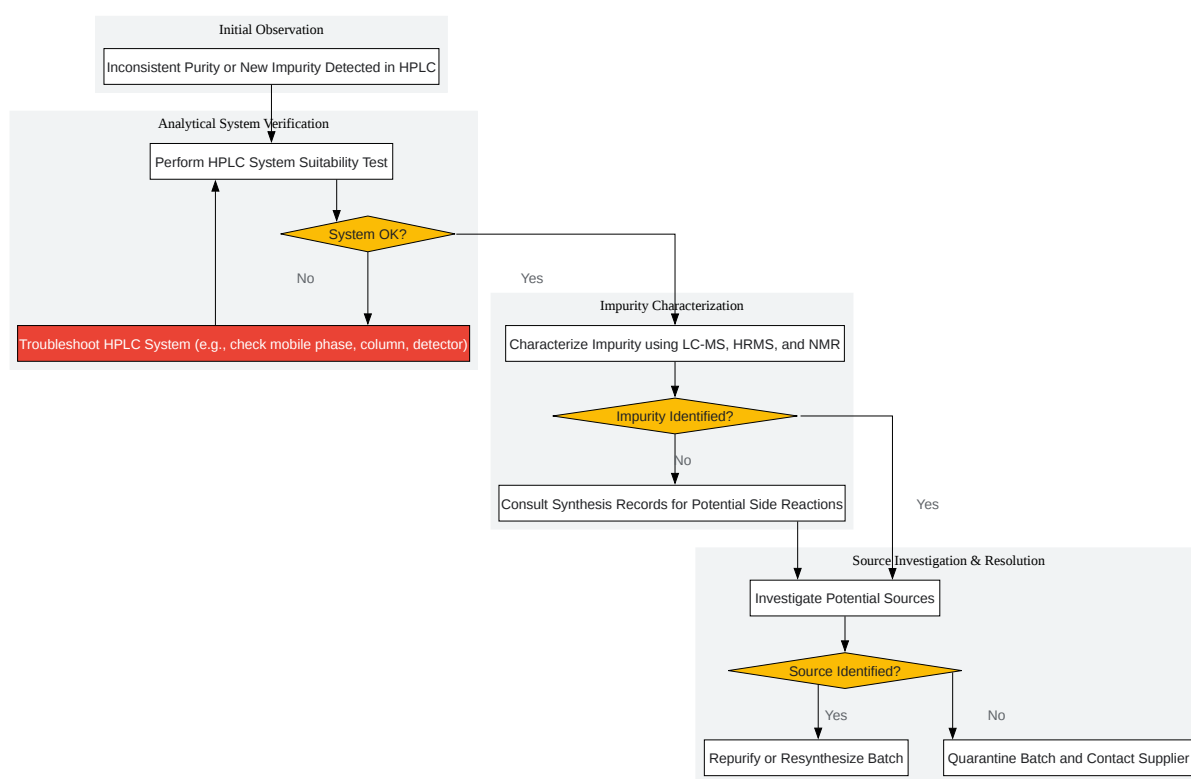 Initial Observation
Inconsistent Purity or New Impurity Detected in HPLC
Analytical System Verification
Perform HPLC System Suitability Test
System OK?
No
Yes
Impurity Characterization
Troubleshoot HPLC System (e.g., check mobile phase, column, detector)
Characterize Impurity using LC-MS, HRMS, and NMR
Impurity Identified?
No
Consult Synthesis Records for Potential Side Reactions
Yes
Source Investigation & Resolution
Investigate Potential Sources
Source Identified?
Yes
No
Repurify or Resynthesize Batch
Quarantine Batch and Contact Supplier